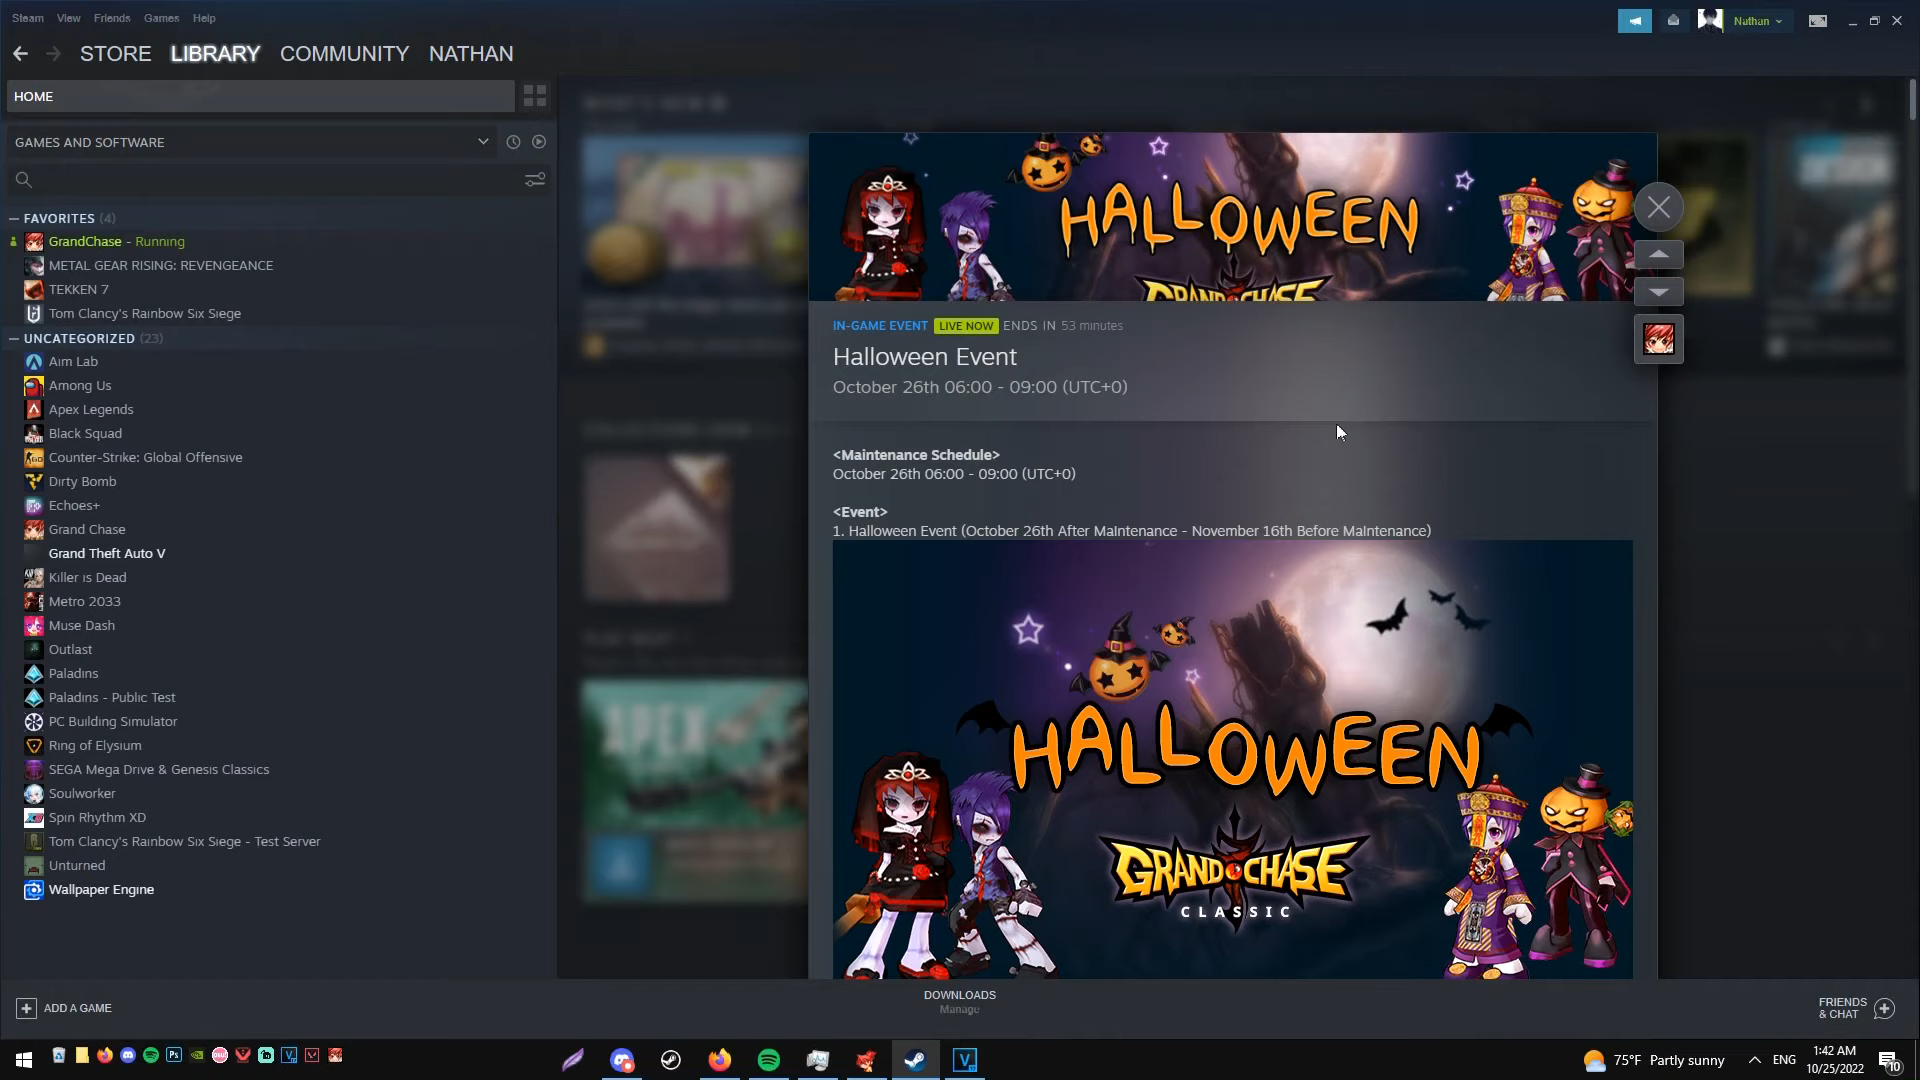 Steam View Friends Games Help
Nathan
STORE LIBRARY COMMUNITY NATHAN
HOME
GAMES AND SOFTWARE
FAVORITES (4)
GrandChase - Running
METAL GEAR RISING: REVENGEANCE
TEKKEN 7
Tom Clancy's Rainbow Six Siege
UNCATEGORIZED (23)
Aim Lab
Among Us
Apex Legends
Black Squad
Counter-Strike: Global Offensive
Dirty Bomb
Echoes+
Grand Chase
Grand Theft Auto V
Killer is Dead
Metro 2033
Muse Dash
Outlast
Paladins
Paladins - Public Test
PC Building Simulator
Ring of Elysium
SEGA Mega Drive & Genesis Classics
Soulworker
Spin Rhythm XD
Tom Clancy's Rainbow Six Siege - Test Server
Unturned
Wallpaper Engine
HALLOWEEN
GRAND CHASE
IN-GAME EVENT LIVE NOW ENDS IN 53 minutes
Halloween Event
October 26th 06:00 - 09:00 (UTC+0)
<Maintenance Schedule>
October 26th 06:00 - 09:00 (UTC+0)
<Event>
1. Halloween Event (October 26th After Maintenance - November 16th Before Maintenance)
HALLOWEEN
GRAND CHASE
CLASSIC
APEX
ADD A GAME
DOWNLOADS
Manage
FRIENDS
& CHAT
75°F Partly sunny
ENG
1:42 AM
10/25/2022
10